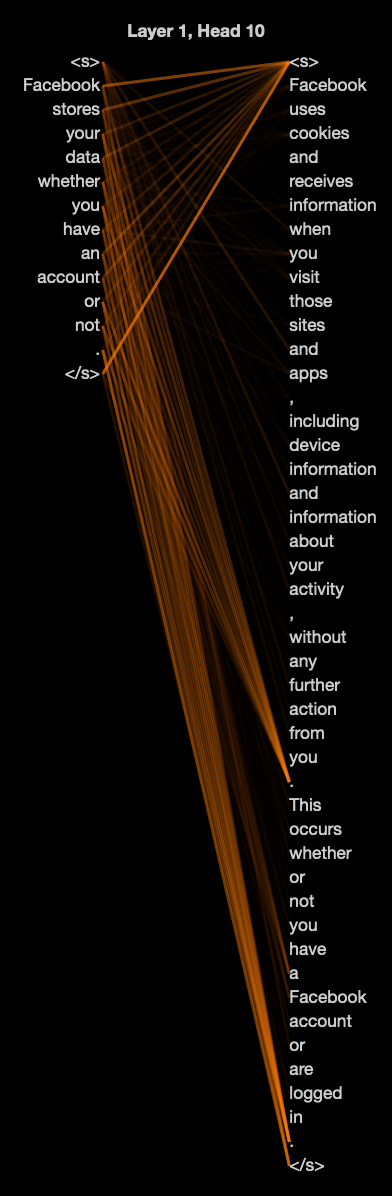 Layer 1, Head 10
<s> <s>
Facebook Facebook
stores uses
your cookies
data and
whether receives
you information
have when
an you
account visit
or those
not sites
. and
</s> apps
,
including
device
information
and
information
about
your
activity
,
without
any
further
action
from
you
.
This
occurs
whether
or
not
you
have
a
Facebook
account
or
are
logged
in
.
</s>